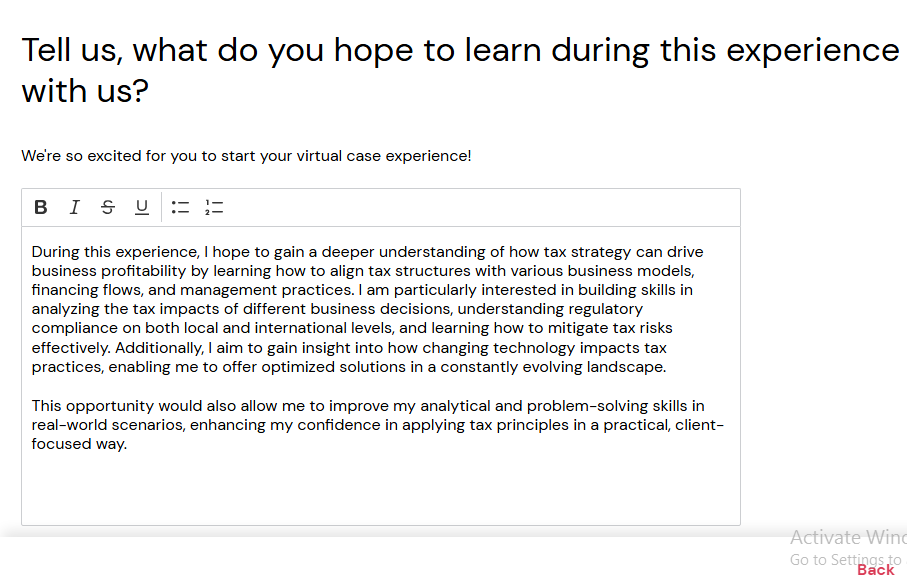 Tell us, what do you hope to learn during this experience
with us?
We're so excited for you to start your virtual case experience!
B I S U
During this experience, I hope to gain a deeper understanding of how tax strategy can drive
business profitability by learning how to align tax structures with various business models,
financing flows, and management practices. I am particularly interested in building skills in
analyzing the tax impacts of different business decisions, understanding regulatory
compliance on both local and international levels, and learning how to mitigate tax risks
effectively. Additionally, I aim to gain insight into how changing technology impacts tax
practices, enabling me to offer optimized solutions in a constantly evolving landscape.
This opportunity would also allow me to improve my analytical and problem-solving skills in
real-world scenarios, enhancing my confidence in applying tax principles in a practical, client-
focused way.
Activate Winc
Go to Settings to
Back